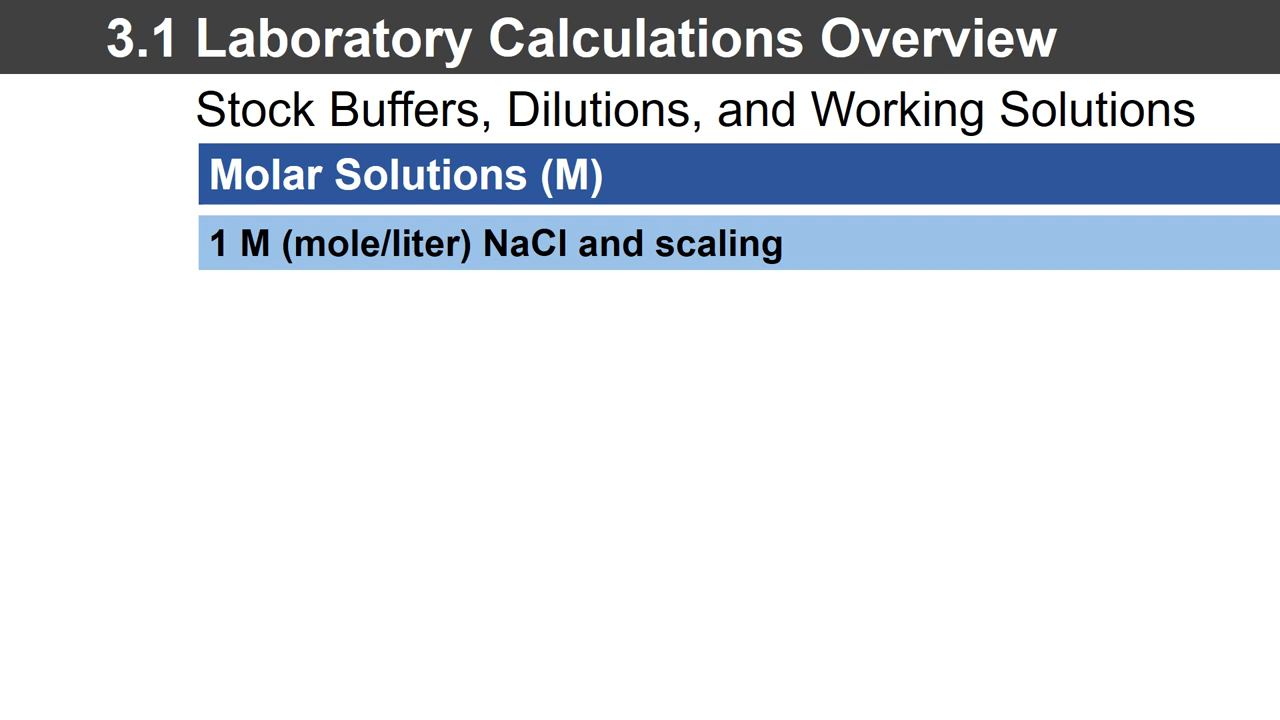 3.1 Laboratory Calculations Overview
Stock Buffers, Dilutions, and Working Solutions
Molar Solutions (M)
1 M (mole/liter) NaCl and scaling